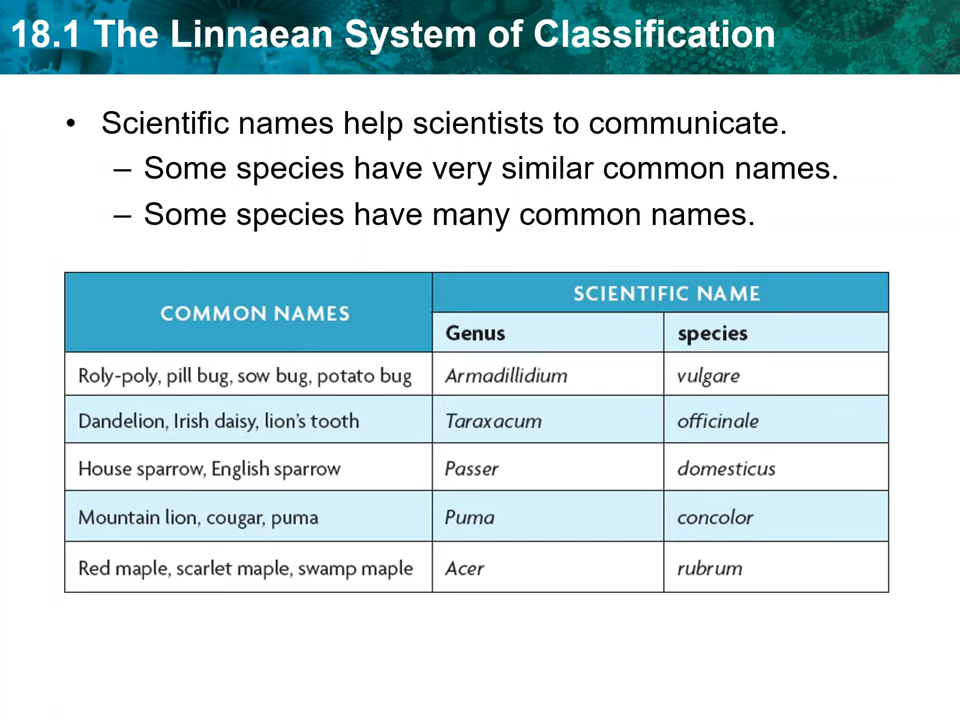 18.1 The Linnaean System of Classification
• Scientific names help scientists to communicate.
– Some species have very similar common names.
– Some species have many common names.
COMMON NAMES
SCIENTIFIC NAME
Genus species
Roly-poly, pill bug, sow bug, potato bug Armadillidium vulgare
Dandelion, Irish daisy, lion's tooth Taraxacum officinale
House sparrow, English sparrow Passer domesticus
Mountain lion, cougar, puma Puma concolor
Red maple, scarlet maple, swamp maple Acer rubrum